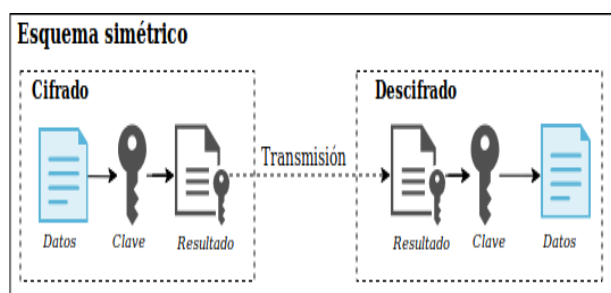 Esquema simétrico
Cifrado
Descifrado
Transmisión
Datos
Clave
Resultado
Resultado
Clave
Datos